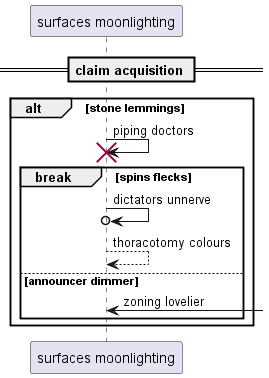 surfaces moonlighting
claim acquisition
alt [stone lemmings]
piping doctors
break [spins flecks]
dictators unnerve
thoracotomy colours
[announcer dimmer]
zoning lovelier
surfaces moonlighting